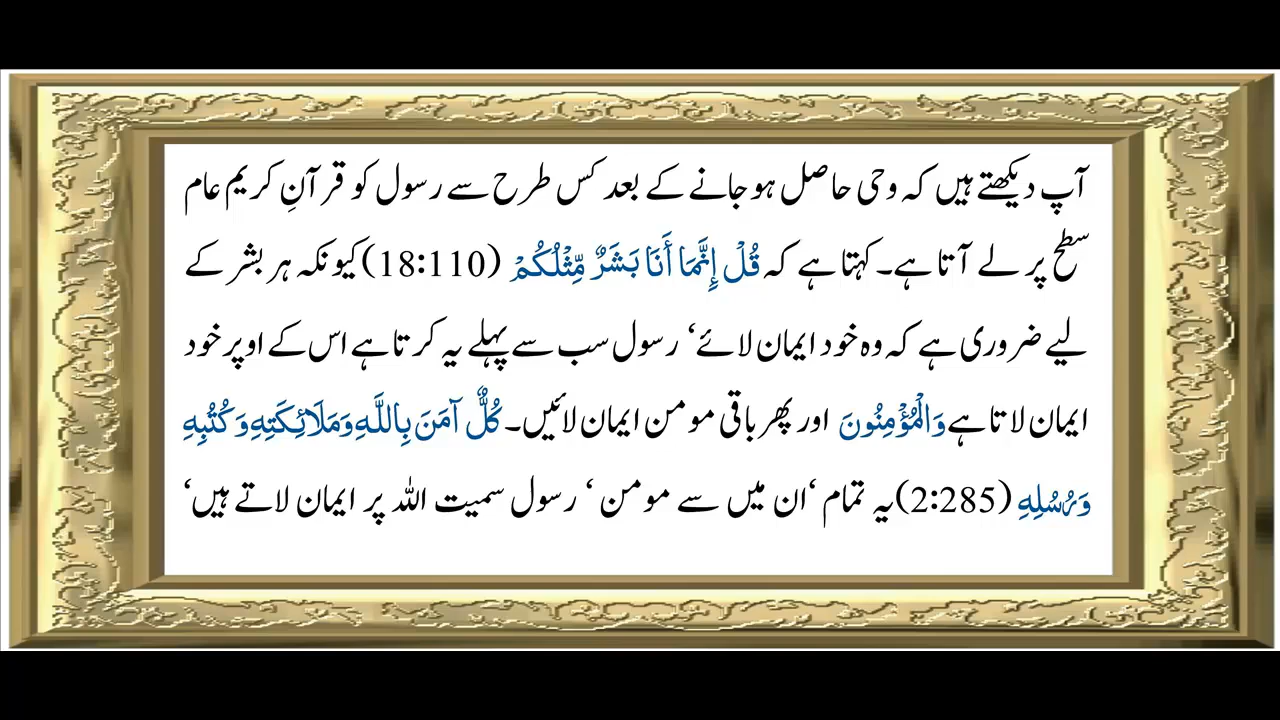 آپ دیکھتے ہیں کہ وحی حاصل ہو جانے کے بعد کس طرح سے رسول کو قرآنِ کریم عام
سطح پر لے آتا ہے۔ کہتا ہے کہ قُلْ إِنَّمَا أَنَا بَشَرٌ مِّثْلُكُمْ (18:110) کیونکہ ہر بشر کے
لیے ضروری ہے کہ وہ خود ایمان لائے‘ رسول سب سے پہلے یہ کرتا ہے اس کے اوپر خود
ایمان لاتا ہے وَالْمُؤْمِنُونَ اور پھر باقی مومن ایمان لائیں۔ كُلٌّ آمَنَ بِاللَّهِ وَمَلَائِكَتِهِ وَكُتُبِهِ
وَرُسُلِهِ (2:285) یہ تمام ‘ان میں سے مومن ‘ رسول سمیت اللہ پر ایمان لاتے ہیں‘